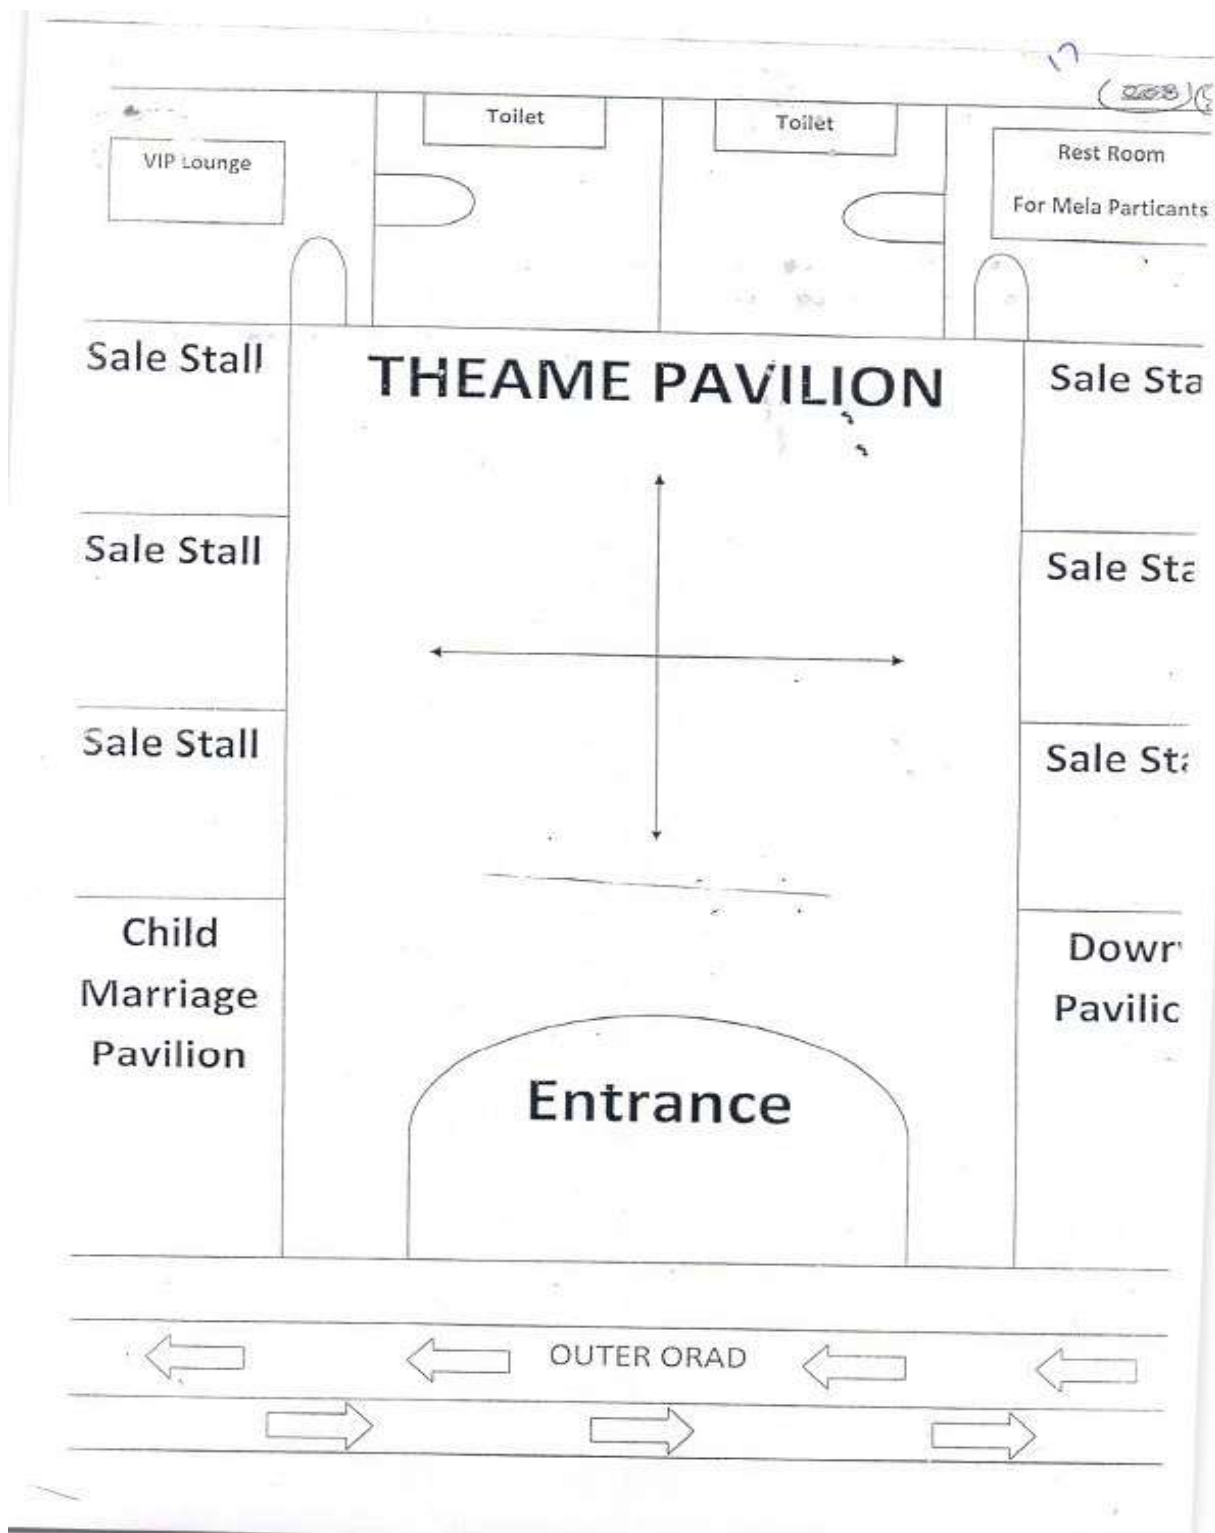 17
Toilet
Toilet
VIP Lounge
Rest Room
For Mela Particants
Sale Stall
THEAME PAVILION
Sale Sta
Sale Stall
Sale Sta
Sale Stall
Sale Sta
Child
Marriage
Pavilion
Dowr
Pavilic
Entrance
OUTER ORAD